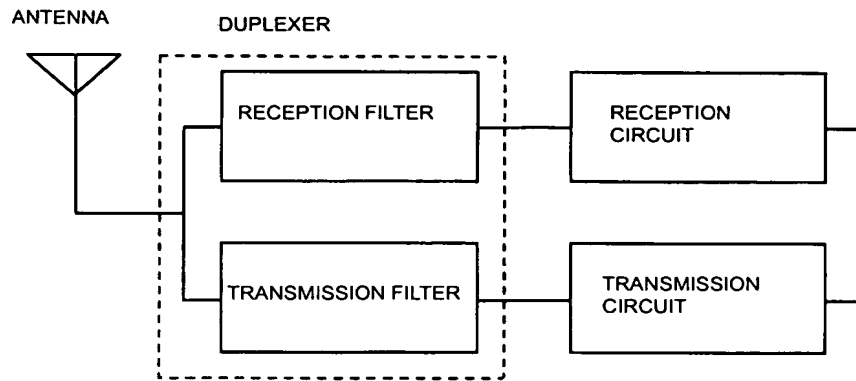 ANTENNA
DUPLEXER
RECEPTION FILTER
RECEPTION
CIRCUIT
TRANSMISSION FILTER
TRANSMISSION
CIRCUIT